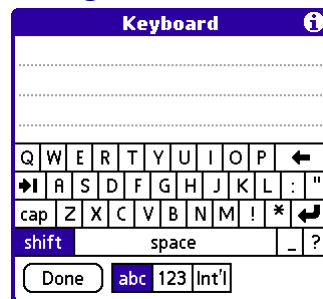 Keyboard i
Q W E R T Y U I O P
A S D F G H J K L : "
cap Z X C V B N M ! *
shift space _ ?
Done abc 123 Int'l